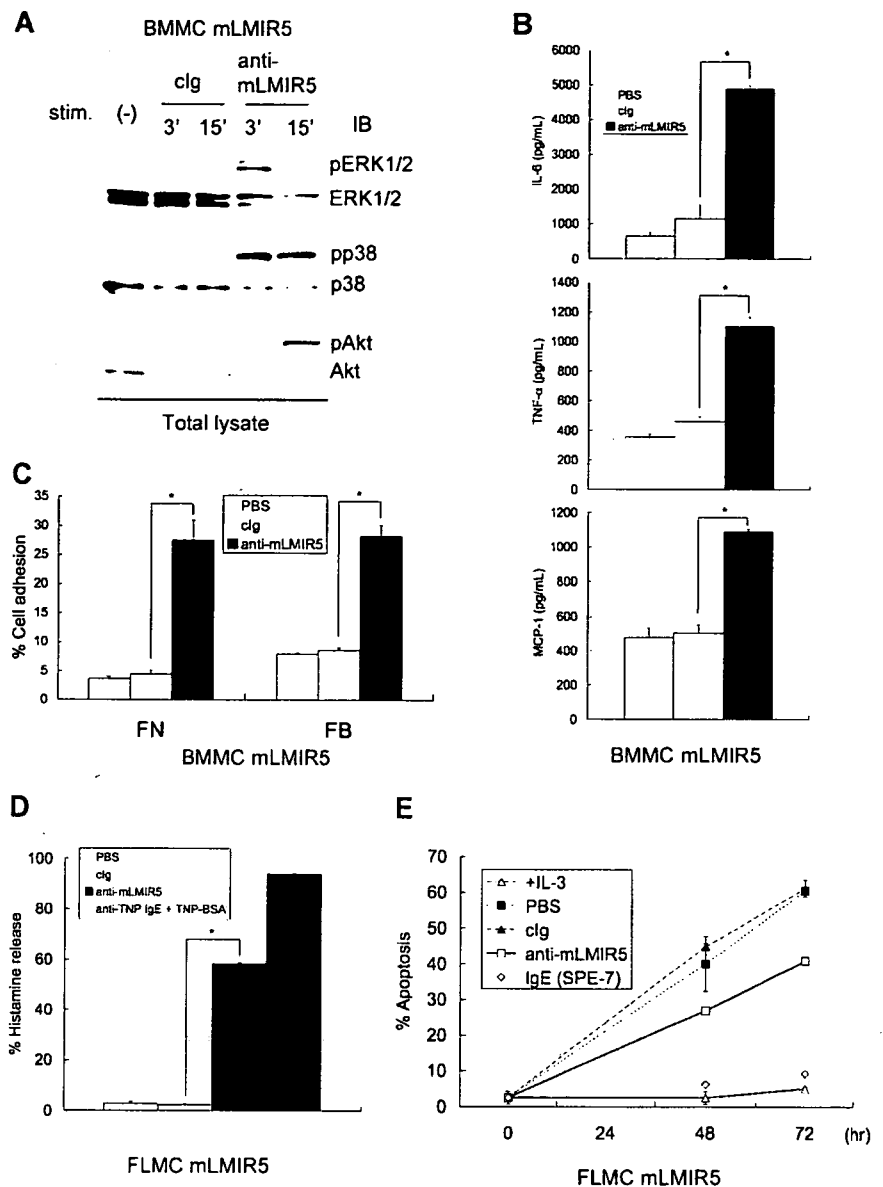 A
BMMC mLMIR5
cIg
anti-
mLMIR5
stim. (-) 3' 15' 3' 15' IB
pERK1/2
ERK1/2
pp38
p38
pAkt
Akt
Total lysate
B
6000
5000
4000
3000
2000
1000
0
IL-6 (pg/mL)
PBS
cIg
anti-mLMIR5
*
1400
1200
1000
800
600
400
200
0
TNF-α (pg/mL)
*
1200
1000
800
600
400
200
0
MCP-1 (pg/mL)
*
BMMC mLMIR5
C
35
30
25
20
15
10
5
0
% Cell adhesion
PBS
cIg
anti-mLMIR5
*
*
FN FB
BMMC mLMIR5
D
100
80
60
40
20
0
% Histamine release
PBS
cIg
anti-mLMIR5
anti-TNP IgE + TNP-BSA
*
FLMC mLMIR5
E
70
60
50
40
30
20
10
0
% Apoptosis
+IL-3
PBS
cIg
anti-mLMIR5
IgE (SPE-7)
0 24 48 72 (hr)
FLMC mLMIR5